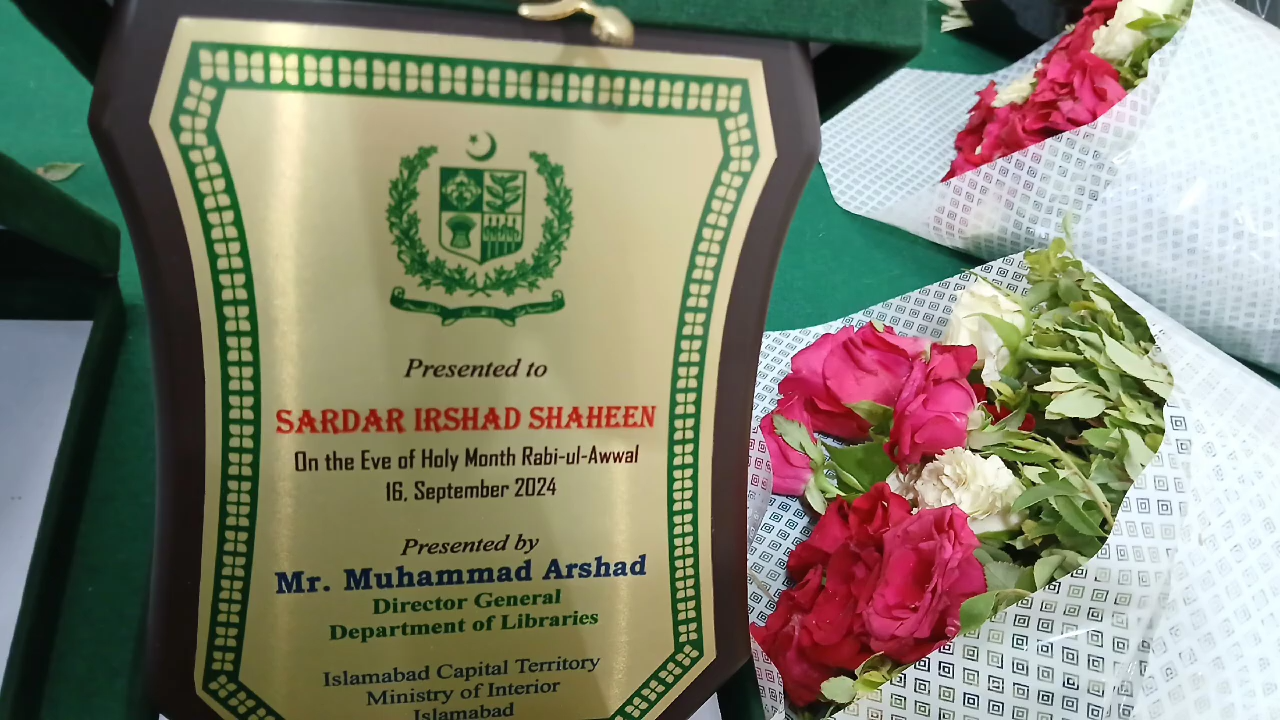 Presented to
SARDAR IRSHAD SHAHEEN
On the Eve of Holy Month Rabi-ul-Awwal
16, September 2024
Presented by
Mr. Muhammad Arshad
Director General
Department of Libraries
Islamabad Capital Territory
Ministry of Interior
Islamabad